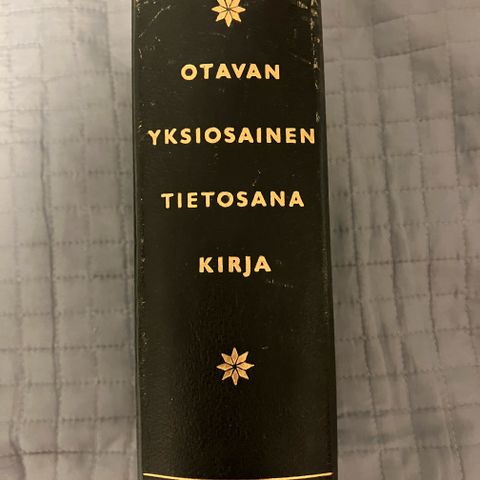 OTAVAN
YKSIOSAINEN
TIETOSANA
KIRJA